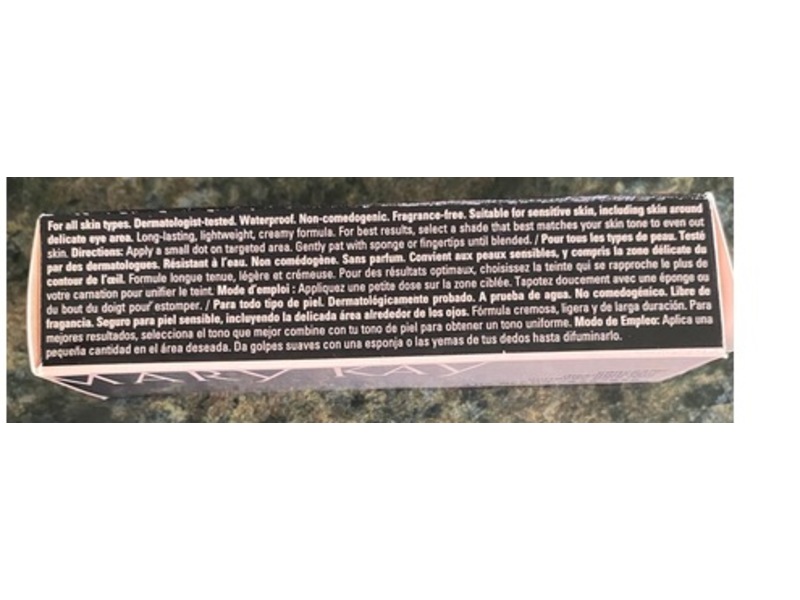 For all skin types. Dermatologist-tested. Waterproof. Non-comedogenic. Fragrance-free. Suitable for sensitive skin, including skin around
delicate eye area. Long-lasting, lightweight, creamy formula. For best results, select a shade that best matches your skin tone to even out
skin. Directions: Apply a small dot on targeted area. Gently pat with sponge or fingertips until blended. / Pour tous les types de peau. Testé
par des dermatologues. Résistant à l'eau. Non comédogène. Sans parfum. Convient aux peaux sensibles, y compris la zone délicate du
contour de l'œil. Formule longue tenue, légère et crémeuse. Pour des résultats optimaux, choisissez la teinte qui se rapproche le plus de
votre carnation pour unifier le teint. Mode d'emploi : Appliquez une petite dose sur la zone ciblée. Tapotez doucement avec une éponge ou
du bout du doigt pour estomper. / Para todo tipo de piel. Dermatológicamente probado. A prueba de agua. No comedogénico. Libre de
fragancia. Seguro para piel sensible, incluyendo la delicada área alrededor de los ojos. Fórmula cremosa, ligera y de larga duración. Para
mejores resultados, selecciona el tono que mejor combine con tu tono de piel para obtener un tono uniforme. Modo de Empleo: Aplica una
pequeña cantidad en el área deseada. Da golpes suaves con una esponja o las yemas de tus dedos hasta difuminarlo.
MARY KAY